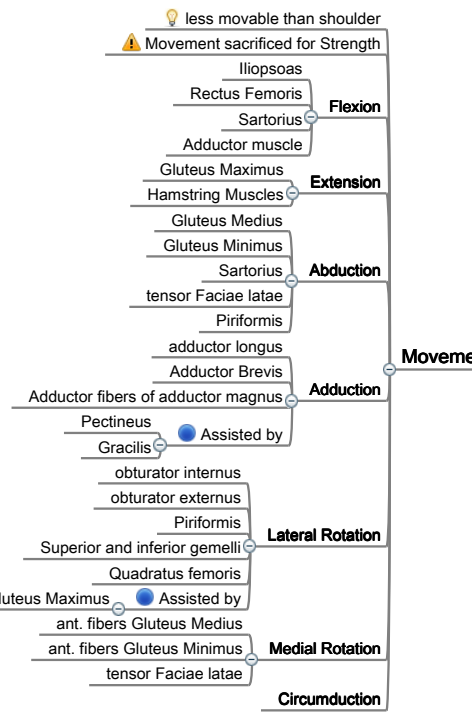 less movable than shoulder
Movement sacrificed for Strength
Iliopsoas
Rectus Femoris
Sartorius
Adductor muscle
Flexion
Gluteus Maximus
Hamstring Muscles
Extension
Gluteus Medius
Gluteus Minimus
Sartorius
tensor Faciae latae
Piriformis
Abduction
adductor longus
Adductor Brevis
Adductor fibers of adductor magnus
Pectineus
Gracilis
Assisted by
Adduction
obturator internus
obturator externus
Piriformis
Superior and inferior gemelli
Quadratus femoris
luteus Maximus
Assisted by
Lateral Rotation
ant. fibers Gluteus Medius
ant. fibers Gluteus Minimus
tensor Faciae latae
Medial Rotation
Circumduction
Moveme